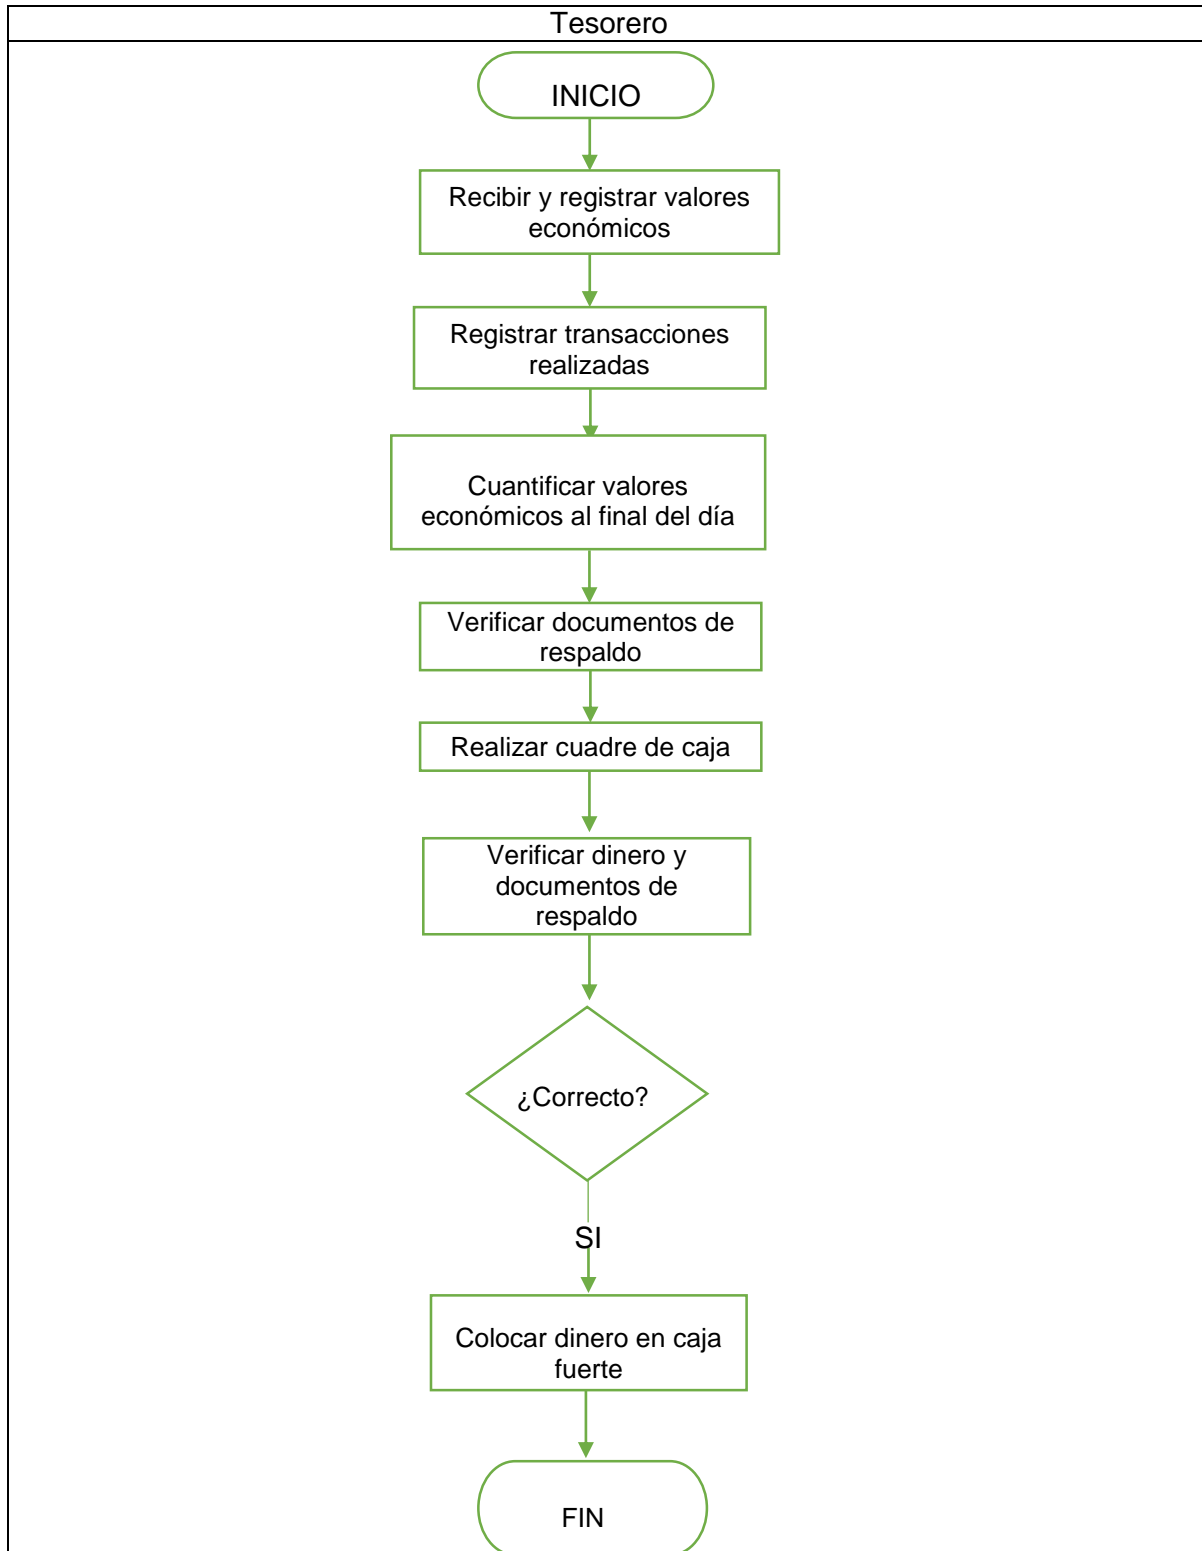 Tesorero
INICIO
Recibir y registrar valores
económicos
Registrar transacciones
realizadas
Cuantificar valores
económicos al final del día
Verificar documentos de
respaldo
Realizar cuadre de caja
Verificar dinero y
documentos de
respaldo
¿Correcto?
SI
Colocar dinero en caja
fuerte
FIN